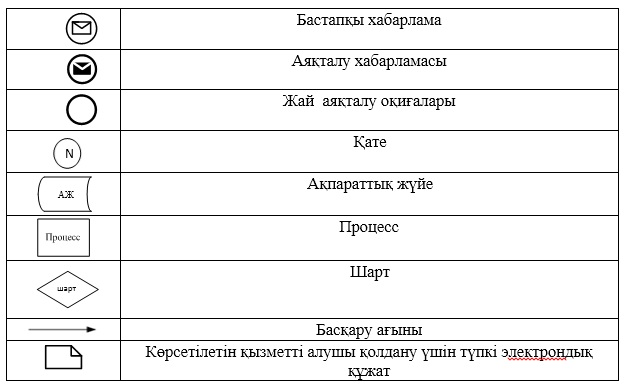 Бастапқы хабарлама
Аяқталу хабарламасы
Жай аяқталу оқиғалары
N
Қате
АЖ
Ақпараттық жүйе
Процесс
Процесс
шарт
Шарт
Басқару ағыны
Көрсетілетін қызметті алушы қолдану үшін түпкі электрондық
құжат